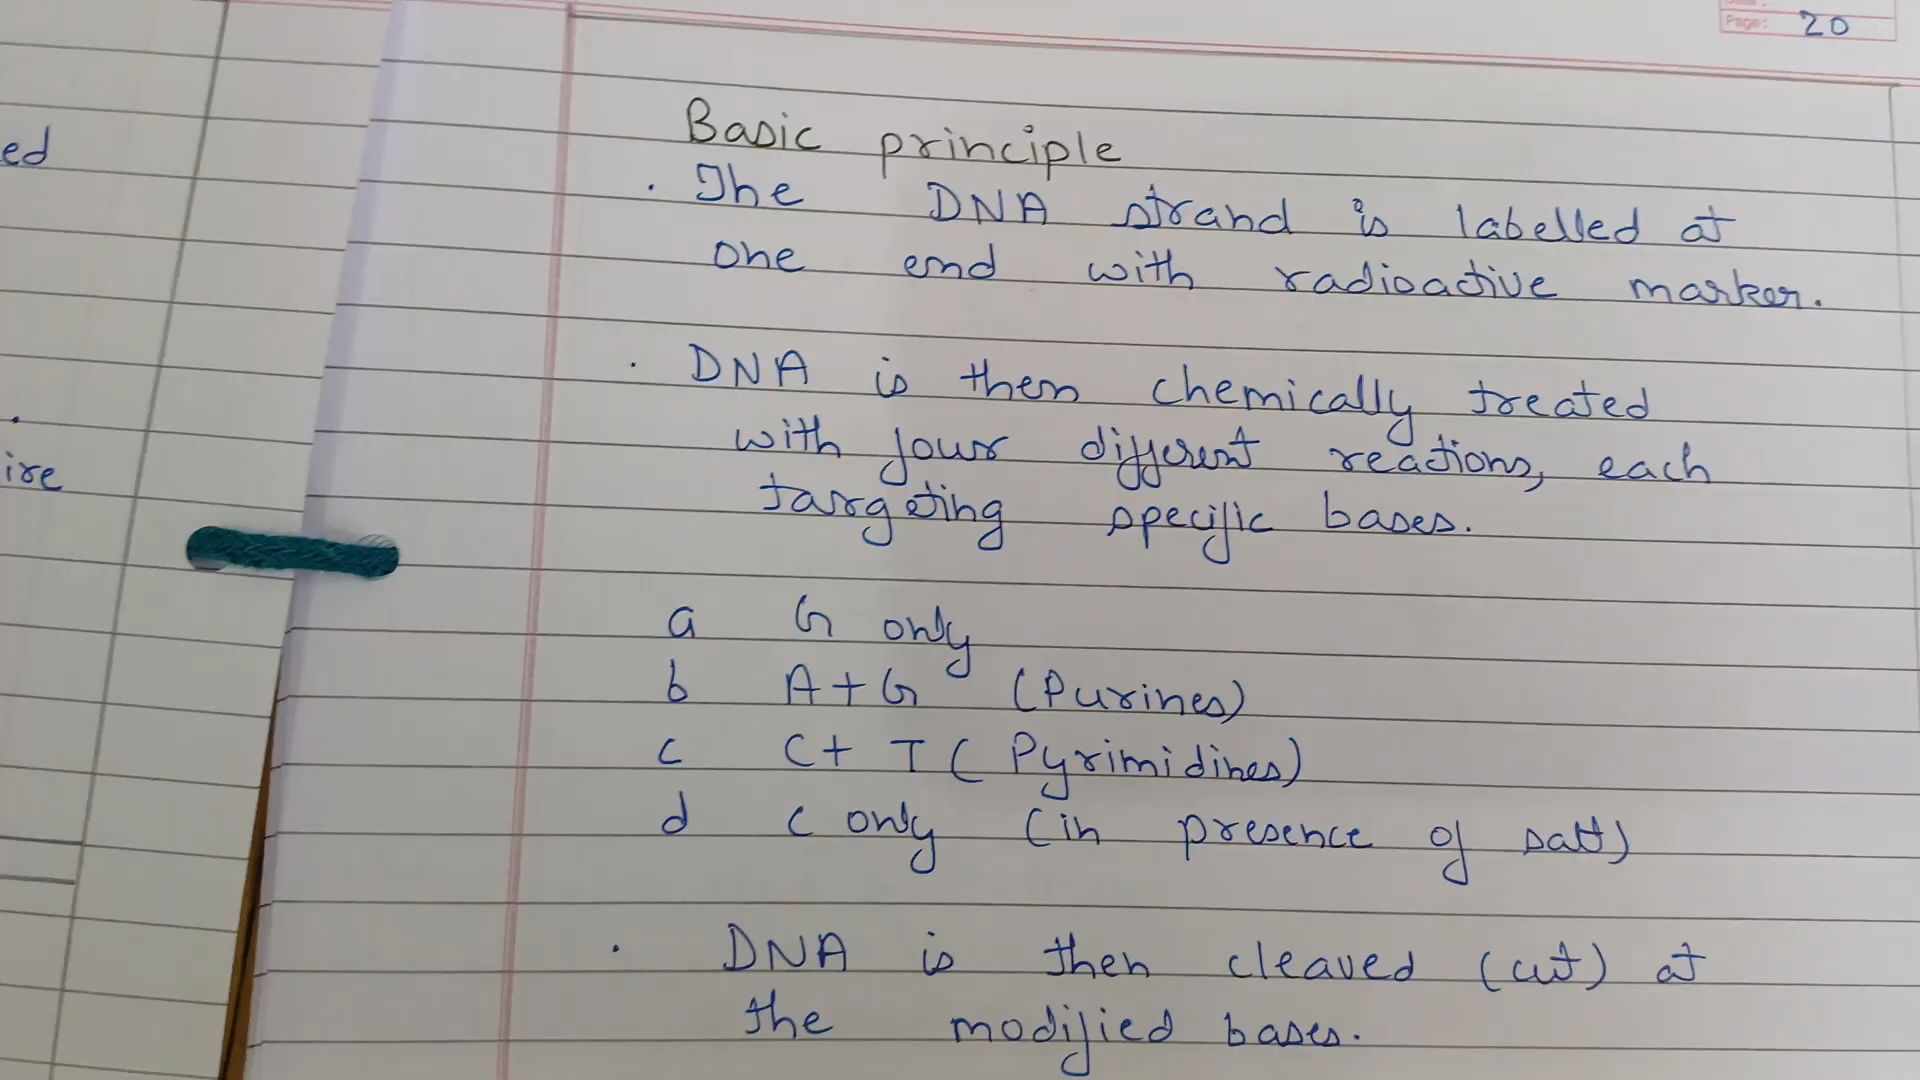 Page: 20
ed
ire
Basic principle
. The DNA strand is labelled at
one end with radioactive marker.
. DNA is then chemically treated
with four different reactions, each
targeting specific bases.
a G only
b A+G (Purines)
c C+ T ( Pyrimidines)
d C only (in presence of salt)
. DNA is then cleaved (cut) at
the modified bases.